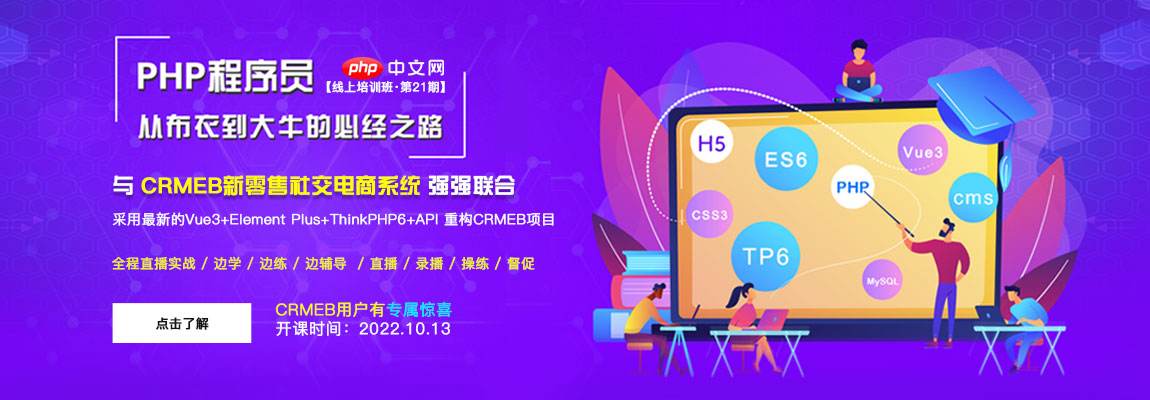 PHP程序员
php 中文网
【线上培训班·第21期】
从布衣到大牛的必经之路
与 CRMEB新零售社交电商系统 强强联合
采用最新的Vue3+Element Plus+ThinkPHP6+API 重构CRMEB项目
全程直播实战 / 边学 / 边练 / 边辅导 / 直播 / 录播 / 操练 / 督促
点击了解
CRMEB用户有专属惊喜
开课时间：2022.10.13
H5
ES6
Vue3
PHP
cms
CSS3
TP6
MySQL